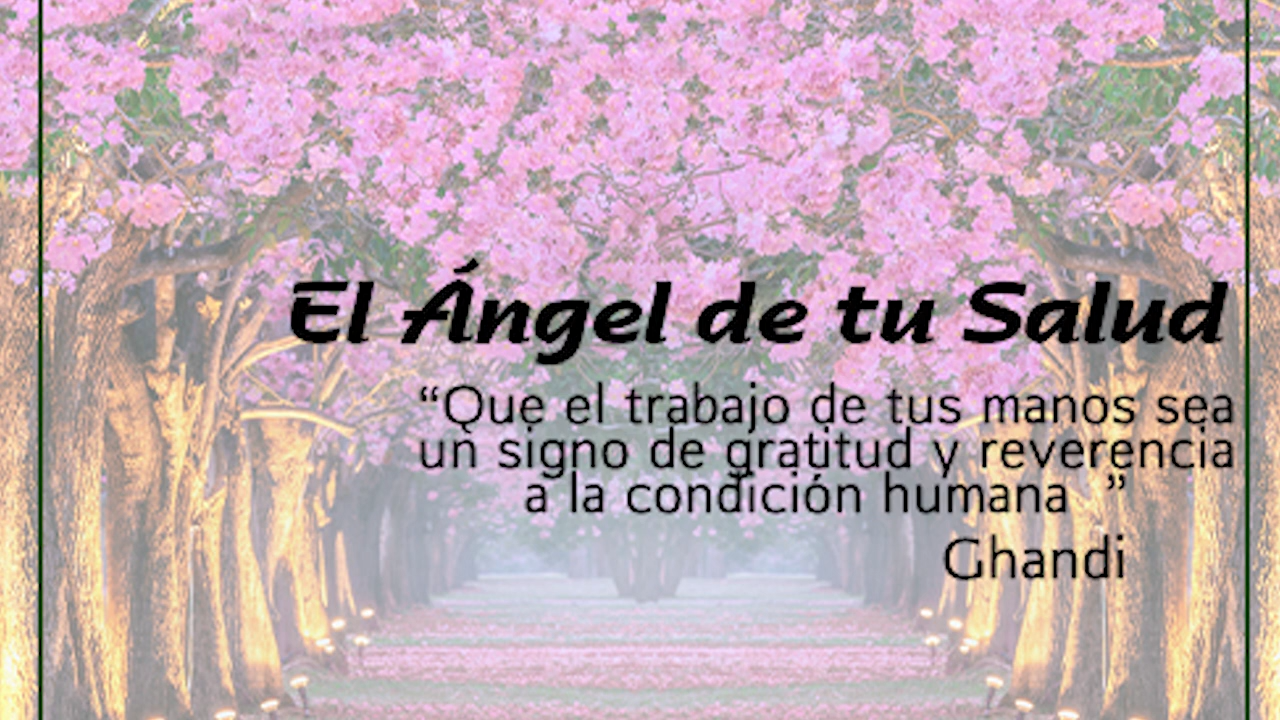 El Ángel de tu Salud
“Que el trabajo de tus manos sea
un signo de gratitud y reverencia
a la condición humana ”
Ghandi